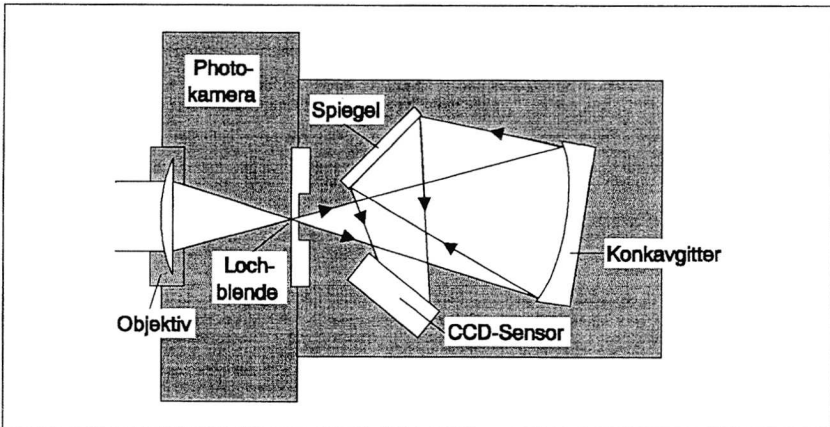 Photo-
kamera
Spiegel
Loch-
blende
Objektiv
Konkavgitter
CCD-Sensor